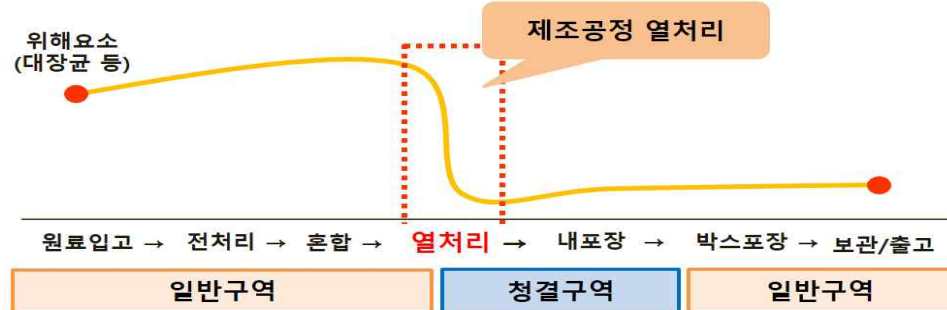 제조공정 열처리
위해요소
(대장균 등)
원료입고 → 전처리 → 혼합 → 열처리 → 내포장 → 박스포장 → 보관/출고
일반구역 청결구역 일반구역